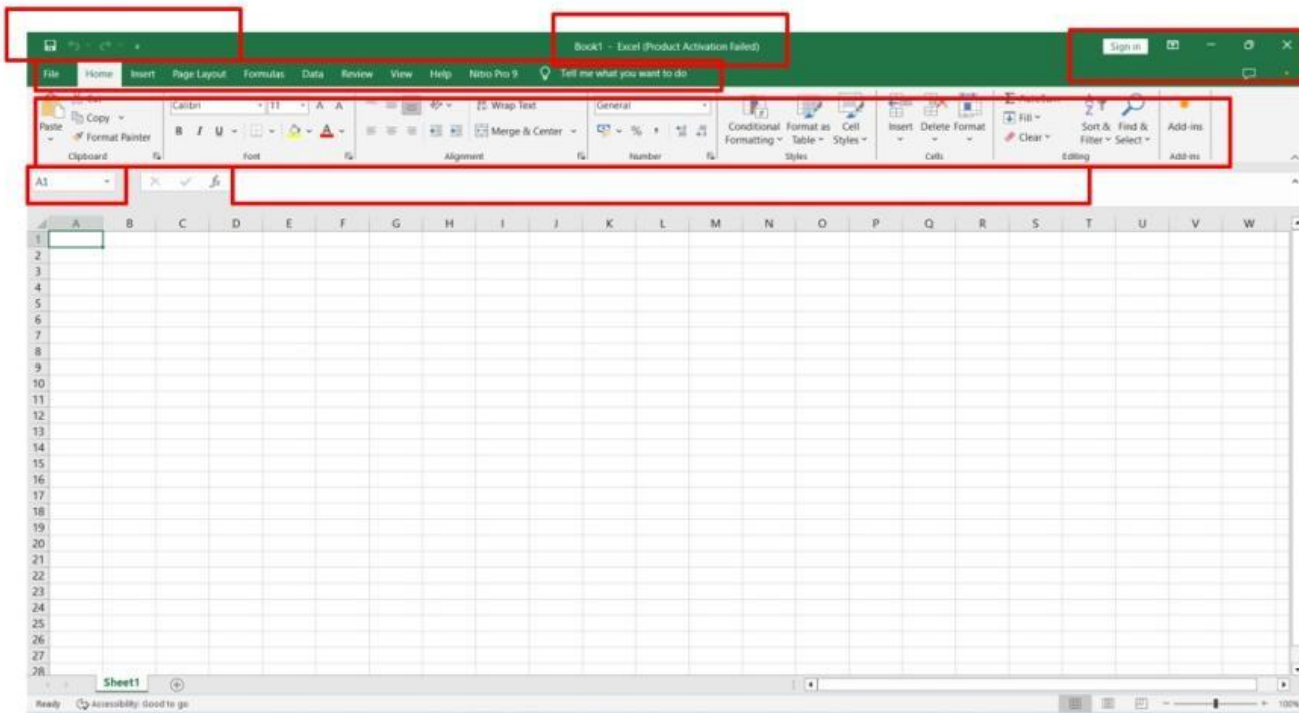 Book1 - Excel (Product Activation Failed)
Sign in
File Home Insert Page Layout Formulas Data Review View Help Nitro Pro 9 Tell me what you want to do
Calibri 11 A A Wrap Text General
Paste Copy Format Painter B I U A Merge & Center % , Conditional Formatting Format as Table Cell Styles Insert Delete Format Fill Clear Sort & Filter Find & Select Add-ins
Clipboard Font Alignment Number Styles Cells Editing Add-ins
A1 fx
A B C D E F G H I J K L M N O P Q R S T U V W
1
2
3
4
5
6
7
8
9
10
11
12
13
14
15
16
17
18
19
20
21
22
23
24
25
26
27
28
Sheet1
Ready Accessibility: Good to go 100%